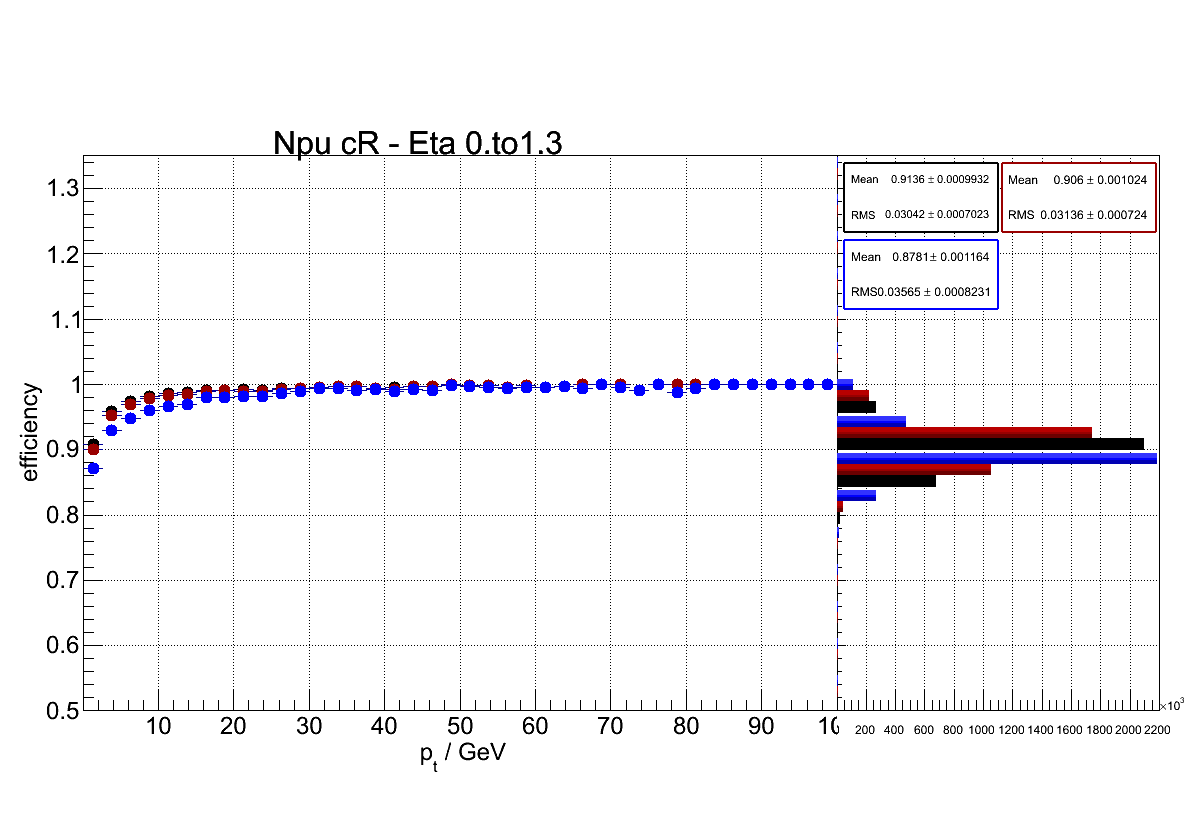 Npu cR - Eta 0.to1.3
Mean 0.9136 ± 0.0009932
RMS 0.03042 ± 0.0007023
Mean 0.906 ± 0.001024
RMS 0.03136 ± 0.000724
Mean 0.8781± 0.001164
RMS0.03565 ± 0.0008231
1.3
1.2
1.1
1
0.9
0.8
0.7
0.6
0.5
efficiency
10 20 30 40 50 60 70 80 90 10
p_t / GeV
200 400 600 800 1000 1200 1400 1600 1800 2000 2200
×10³